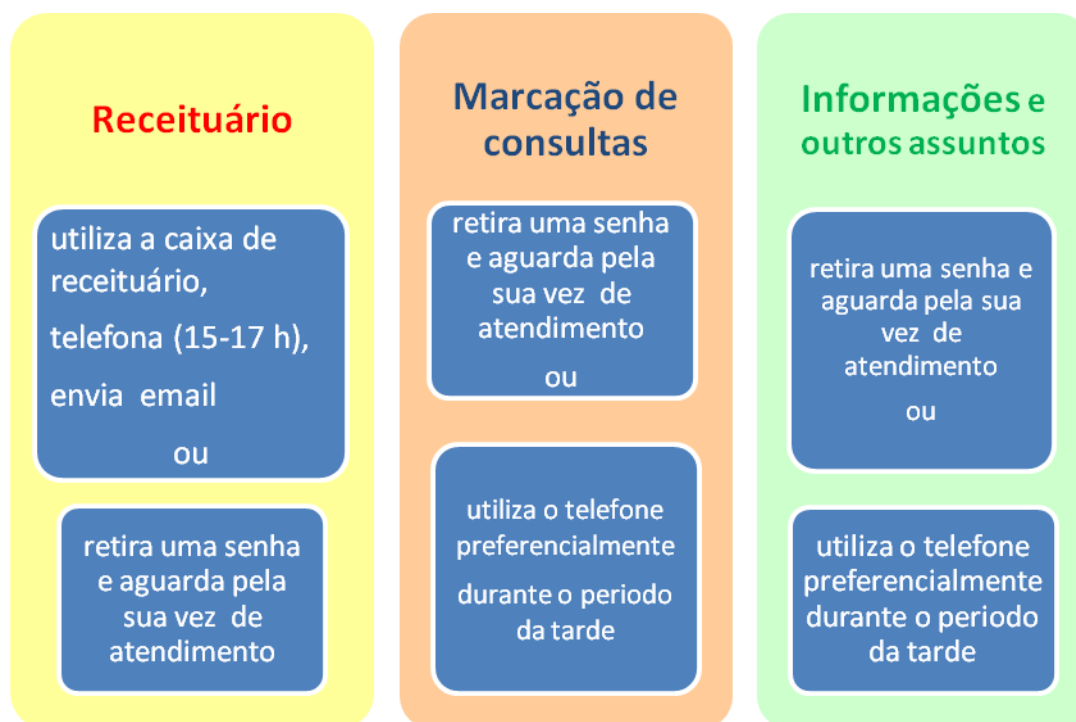 Receituário
utiliza a caixa de
receituário,
telefona (15-17 h),
envia email
ou
retira uma senha
e aguarda pela
sua vez de
atendimento
Marcação de
consultas
retira uma senha
e aguarda pela
sua vez de
atendimento
ou
utiliza o telefone
preferencialmente
durante o periodo
da tarde
Informações e
outros assuntos
retira uma senha e
aguarda pela sua
vez de
atendimento
ou
utiliza o telefone
preferencialmente
durante o periodo
da tarde